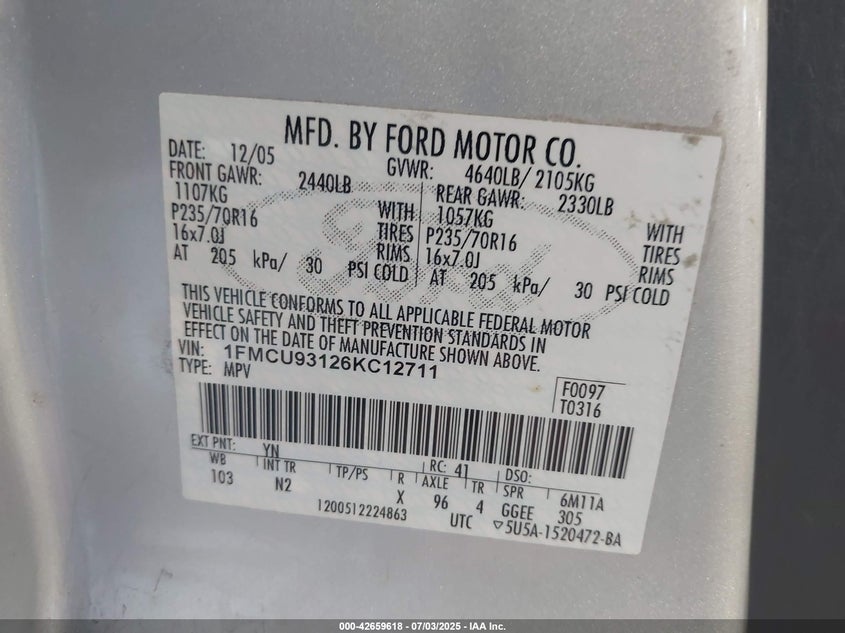 MFD. BY FORD MOTOR CO.
DATE: 12/05 GVWR: 4640LB/ 2105KG
FRONT GAWR: 2440LB REAR GAWR: 2330LB
1107KG WITH 1057KG WITH
P235/70R16 TIRES P235/70R16 TIRES
16x7.0J RIMS 16x7.0J RIMS
AT 205 kPa/ 30 PSI COLD AT 205 kPa/ 30 PSI COLD
THIS VEHICLE CONFORMS TO ALL APPLICABLE FEDERAL MOTOR
VEHICLE SAFETY AND THEFT PREVENTION STANDARDS IN
EFFECT ON THE DATE OF MANUFACTURE SHOWN ABOVE.
VIN: 1FMCU93126KC12711
TYPE: MPV
F0097
T0316
EXT PNT: YN RC: 41 DSO:
WB INT TR TP/PS R AXLE TR SPR 6M11A
103 N2 X 96 4 GGEE 305
1200512224863 UTC ▽5U5A-1520472-BA
000-42659618 - 07/03/2025 - IAA Inc.